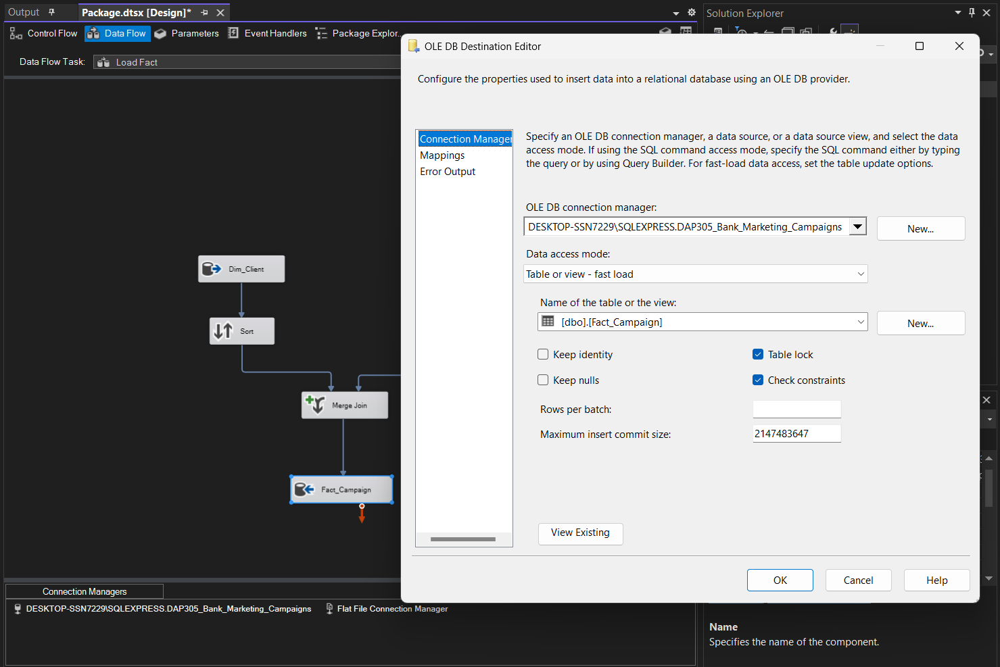 Output
Package.dtsx [Design]*
Solution Explorer
Control Flow
Data Flow
Parameters
Event Handlers
Package Explor...
Data Flow Task:
Load Fact
Dim_Client
Sort
Merge Join
Fact_Campaign
OLE DB Destination Editor
Configure the properties used to insert data into a relational database using an OLE DB provider.
Connection Manager
Mappings
Error Output
Specify an OLE DB connection manager, a data source, or a data source view, and select the data
access mode. If using the SQL command access mode, specify the SQL command either by typing
the query or by using Query Builder. For fast-load data access, set the table update options.
OLE DB connection manager:
DESKTOP-SSN7229\SQLEXPRESS.DAP305_Bank_Marketing_Campaigns
New...
Data access mode:
Table or view - fast load
Name of the table or the view:
[dbo].[Fact_Campaign]
New...
Keep identity
Table lock
Keep nulls
Check constraints
Rows per batch:
Maximum insert commit size:
2147483647
View Existing
OK
Cancel
Help
Connection Managers
DESKTOP-SSN7229\SQLEXPRESS.DAP305_Bank_Marketing_Campaigns
Flat File Connection Manager
Name
Specifies the name of the component.